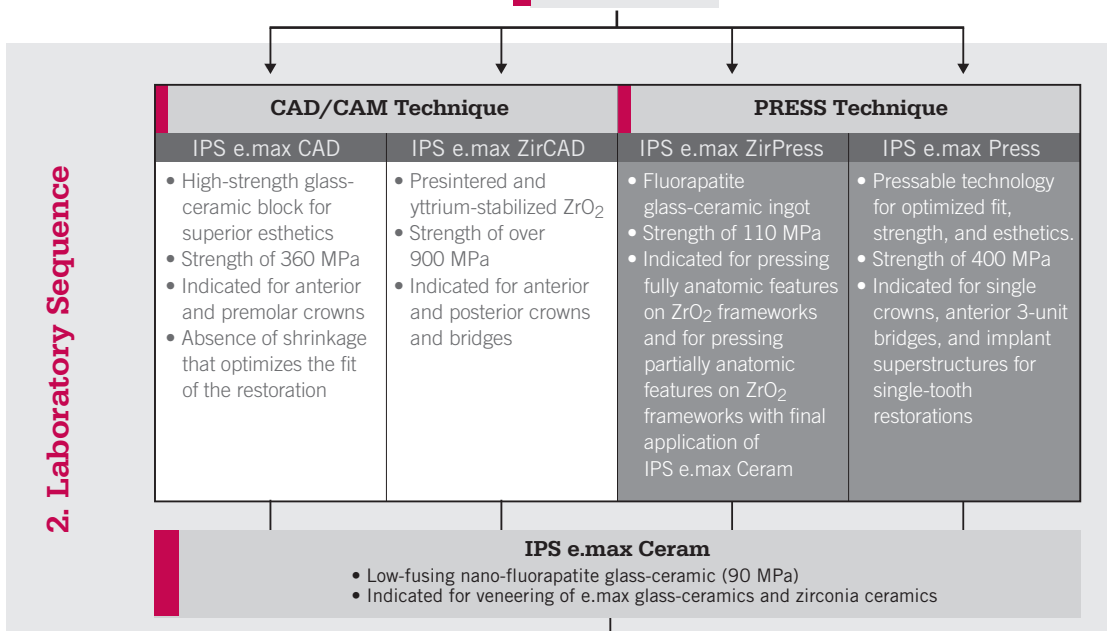 2. Laboratory Sequence
CAD/CAM Technique
PRESS Technique
IPS e.max CAD
• High-strength glass-
ceramic block for
superior esthetics
• Strength of 360 MPa
• Indicated for anterior
and premolar crowns
• Absence of shrinkage
that optimizes the fit
of the restoration
IPS e.max ZirCAD
• Presintered and
yttrium-stabilized ZrO₂
• Strength of over
900 MPa
• Indicated for anterior
and posterior crowns
and bridges
IPS e.max ZirPress
• Fluorapatite
glass-ceramic ingot
• Strength of 110 MPa
• Indicated for pressing
fully anatomic features
on ZrO₂ frameworks
and for pressing
partially anatomic
features on ZrO₂
frameworks with final
application of
IPS e.max Ceram
IPS e.max Press
• Pressable technology
for optimized fit,
strength, and esthetics.
• Strength of 400 MPa
• Indicated for single
crowns, anterior 3-unit
bridges, and implant
superstructures for
single-tooth
restorations
IPS e.max Ceram
• Low-fusing nano-fluorapatite glass-ceramic (90 MPa)
• Indicated for veneering of e.max glass-ceramics and zirconia ceramics